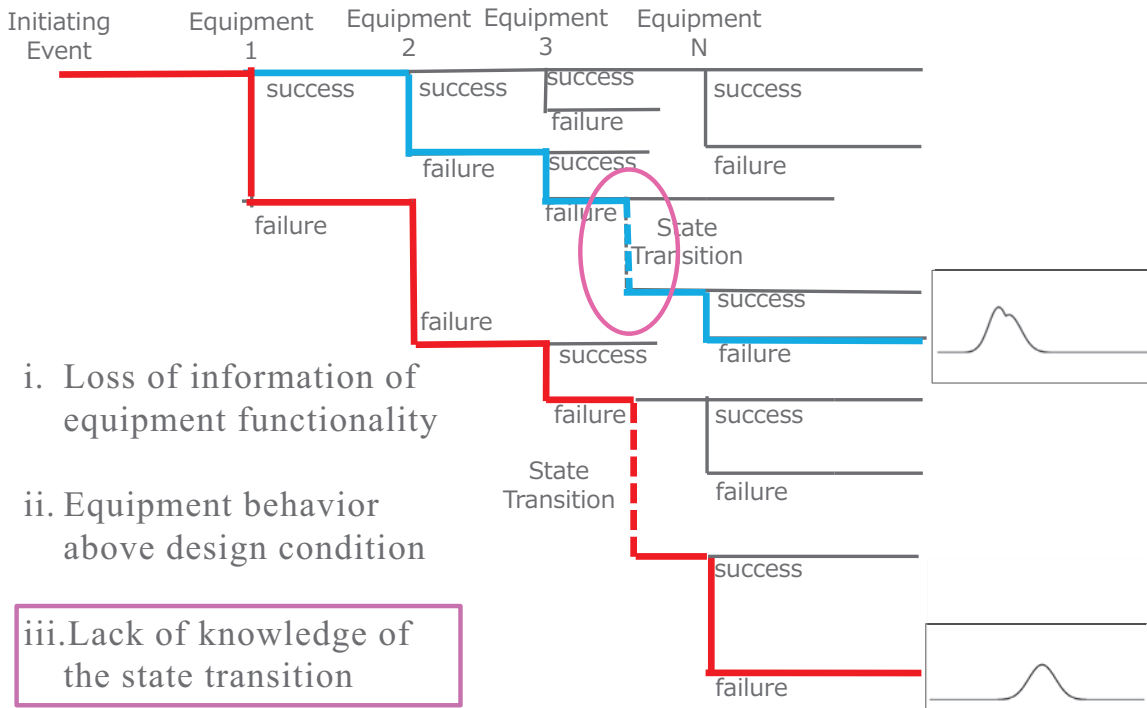 Initiating
Event
Equipment
1
Equipment
2
Equipment
3
Equipment
N
success
success
success
success
failure
failure
success
failure
failure
failure
State
Transition
success
failure
failure
success
failure
success
failure
State
Transition
success
failure
i. Loss of information of
equipment functionality
ii. Equipment behavior
above design condition
iii.Lack of knowledge of
the state transition